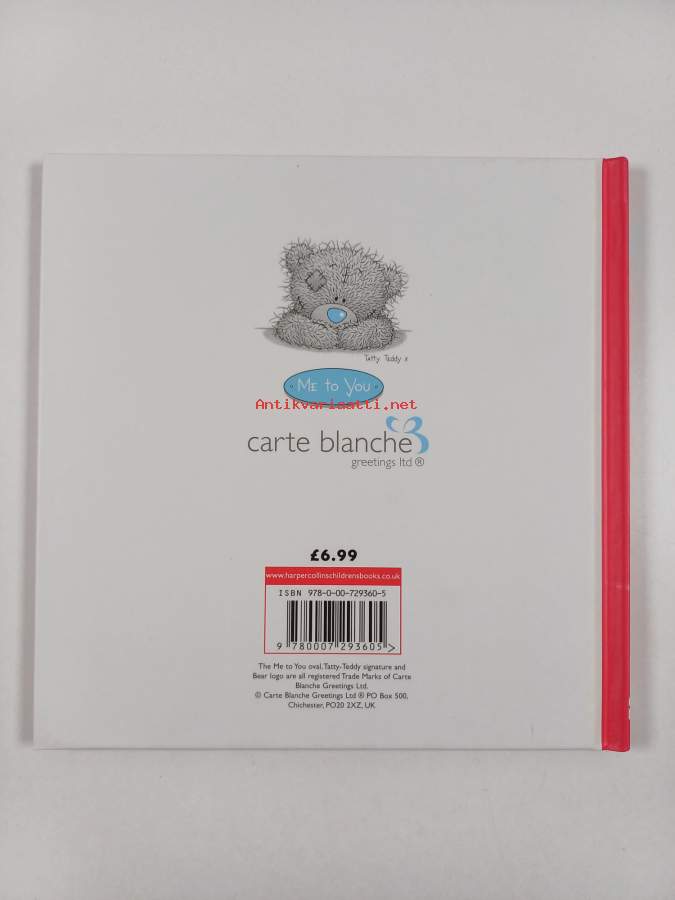 Tatty Teddy x
· ME TO YOU ·
Antikvariaatti.net
carte blanche
greetings ltd ®
£6.99
www.harpercollinschildrensbooks.co.uk
ISBN 978-0-00-729360-5
9 780007 293605 >
The Me to You oval, Tatty-Teddy signature and
Bear logo are all registered Trade Marks of Carte
Blanche Greetings Ltd.
© Carte Blanche Greetings Ltd ® PO Box 500,
Chichester, PO20 2XZ, UK